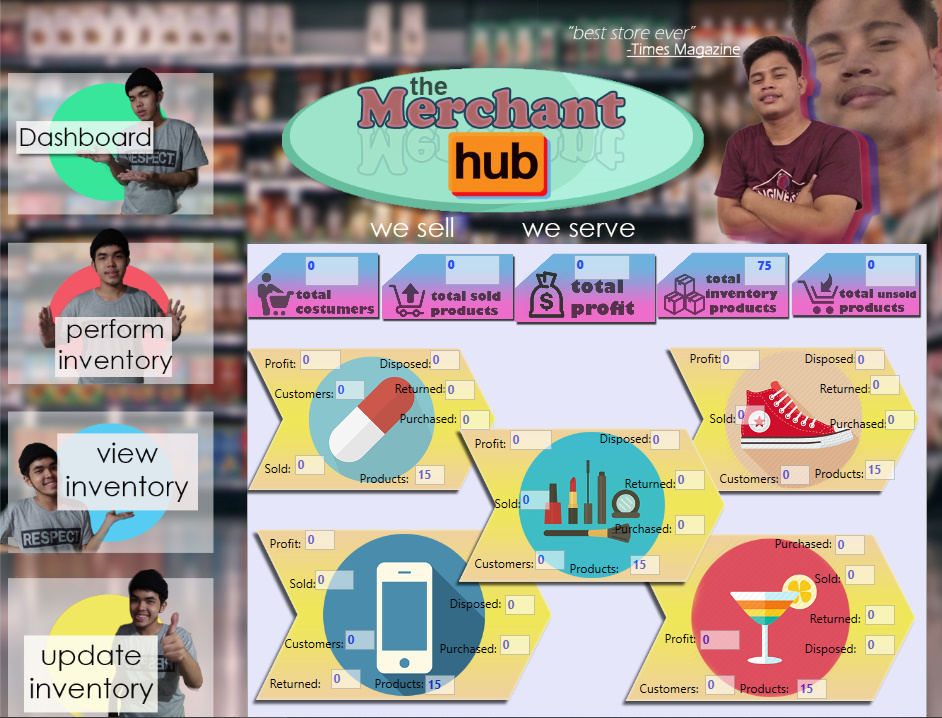 "best store ever"
-Times Magazine
the
Merchant
hub
we sell we serve
Dashboard
RESPECT
perform
inventory
view
inventory
RESPECT
update
inventory
0
total
costumers
0
total sold
products
0
total
profit
75
total
inventory
products
0
total unsold
products
Profit: 0
Disposed: 0
Customers: 0
Returned: 0
Purchased: 0
Sold: 0
Products: 15
Profit: 0
Disposed: 0
Returned: 0
Sold: 0
Purchased: 0
Customers: 0
Products: 15
Profit: 0
Disposed: 0
Returned: 0
Sold: 0
Purchased: 0
Customers: 0
Products: 15
Profit: 0
Sold: 0
Disposed: 0
Customers: 0
Purchased: 0
Returned: 0
Products: 15
Purchased: 0
Sold: 0
Returned: 0
Profit: 0
Disposed: 0
Customers: 0
Products: 15